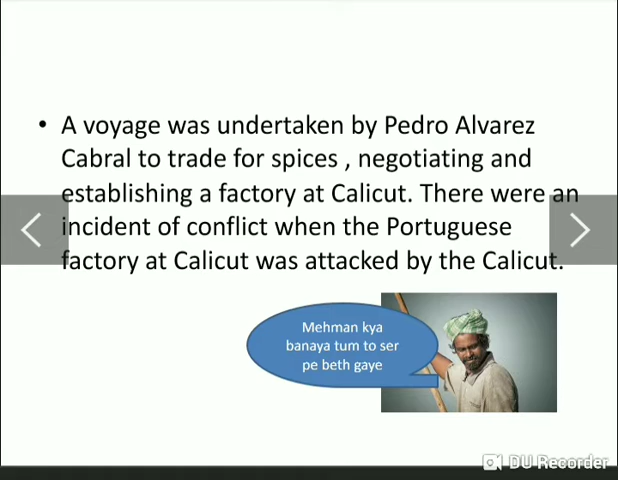 • A voyage was undertaken by Pedro Alvarez
Cabral to trade for spices , negotiating and
establishing a factory at Calicut. There were an
incident of conflict when the Portuguese
factory at Calicut was attacked by the Calicut.
Mehman kya
banaya tum to ser
pe beth gaye
DU Recorder